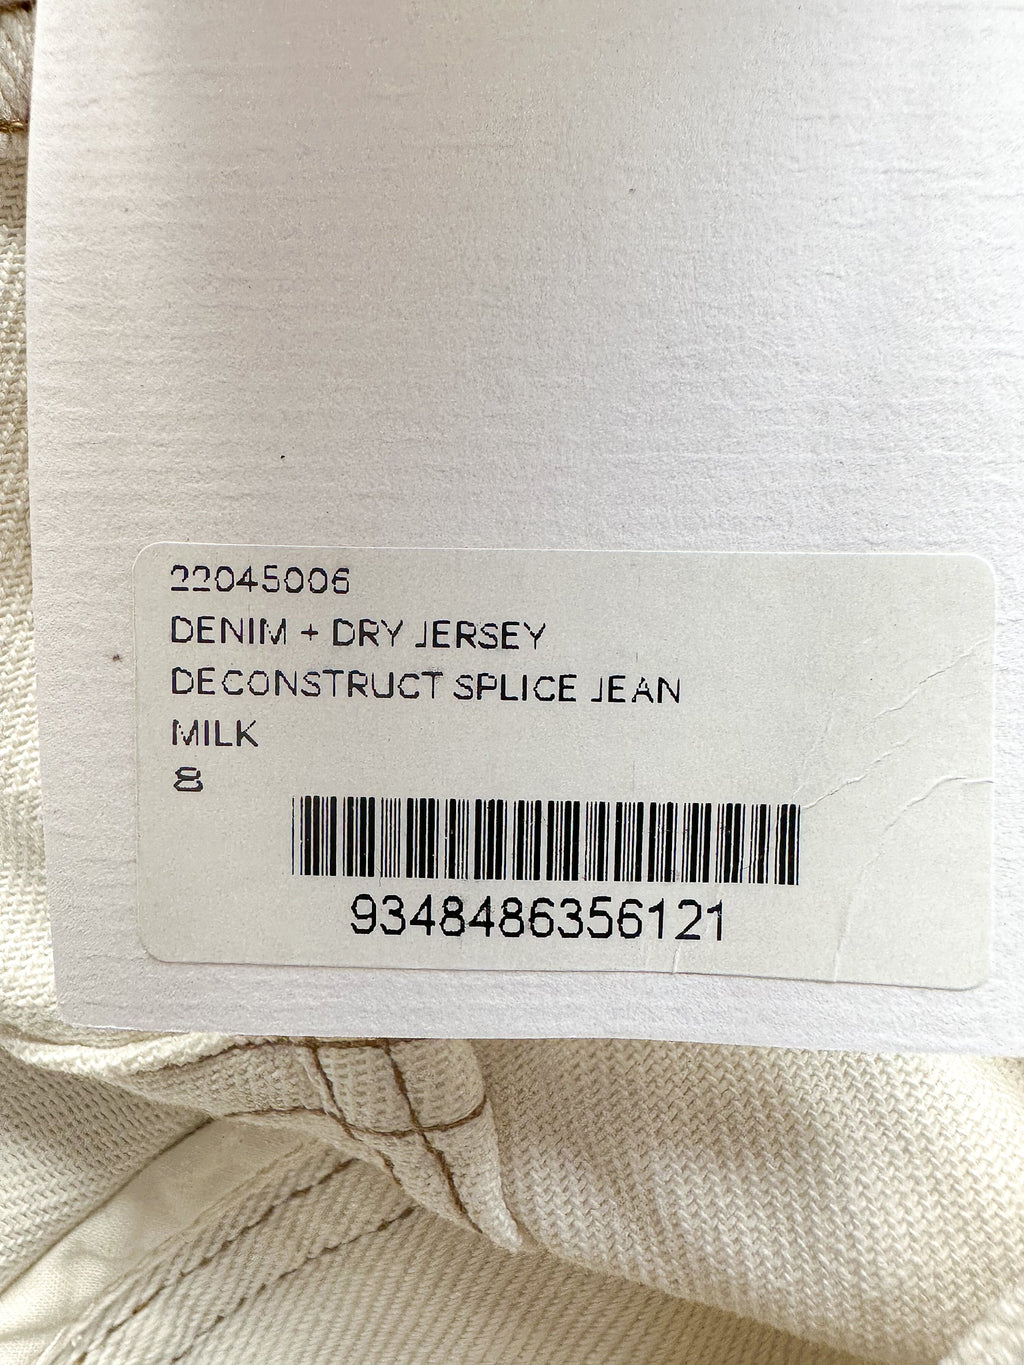 22045006
DENIM + DRY JERSEY
DECONSTRUCT SPLICE JEAN
MILK
8
9348486356121